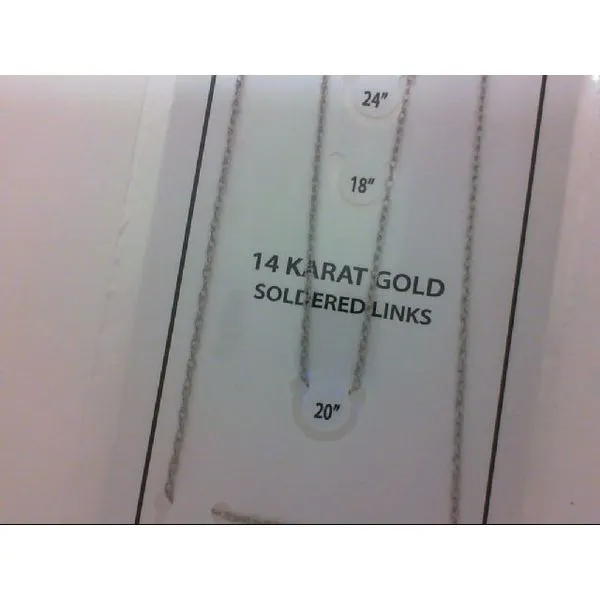 24"
18"
14 KARAT GOLD
SOLDERED LINKS
20"